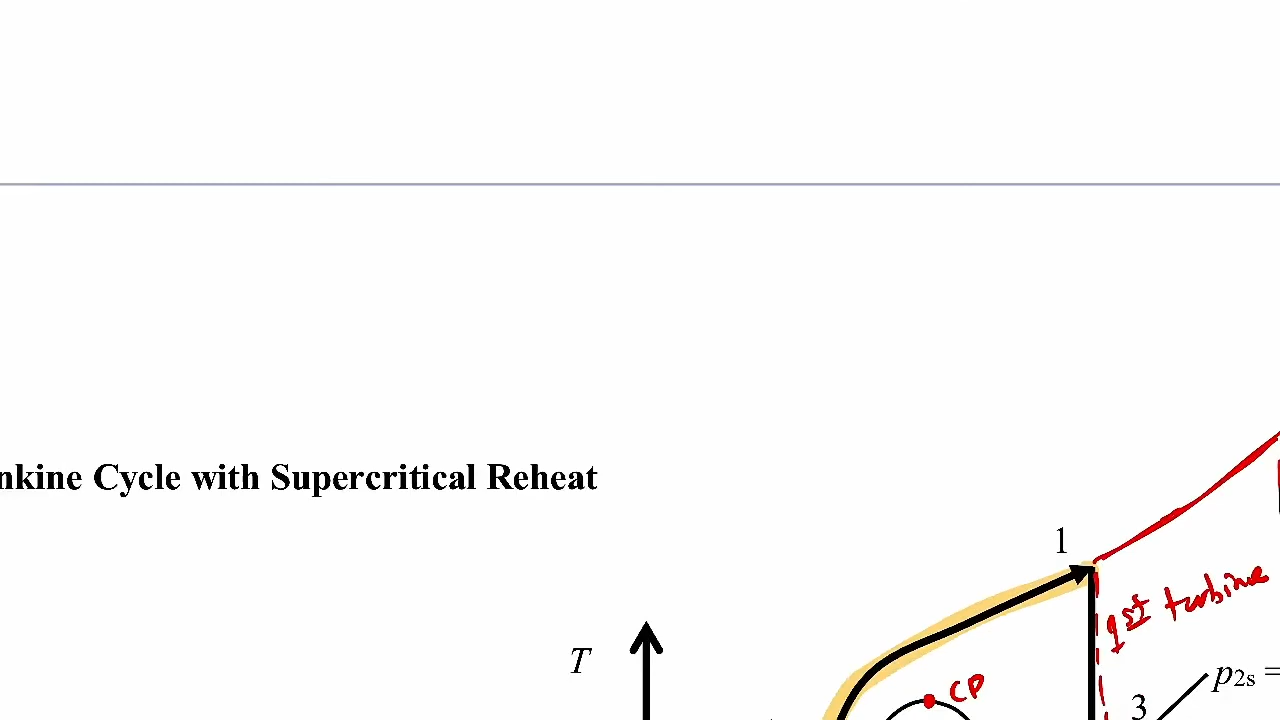 nkine Cycle with Supercritical Reheat
1
1st turbine
T
CP
p2s =
3